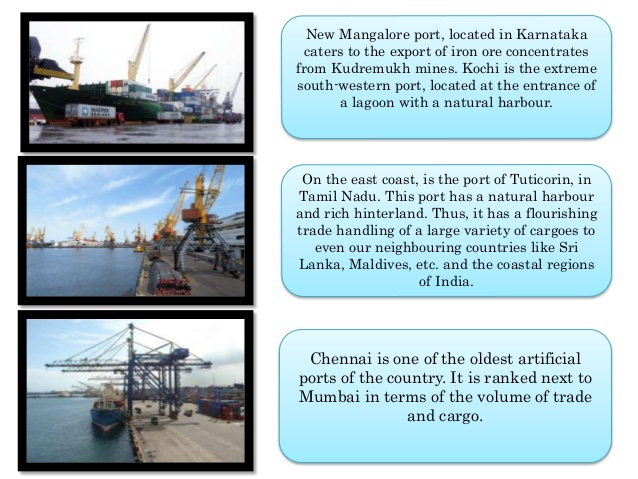 New Mangalore port, located in Karnataka
caters to the export of iron ore concentrates
from Kudremukh mines. Kochi is the extreme
south-western port, located at the entrance of
a lagoon with a natural harbour.
On the east coast, is the port of Tuticorin, in
Tamil Nadu. This port has a natural harbour
and rich hinterland. Thus, it has a flourishing
trade handling of a large variety of cargoes to
even our neighbouring countries like Sri
Lanka, Maldives, etc. and the coastal regions
of India.
Chennai is one of the oldest artificial
ports of the country. It is ranked next to
Mumbai in terms of the volume of trade
and cargo.